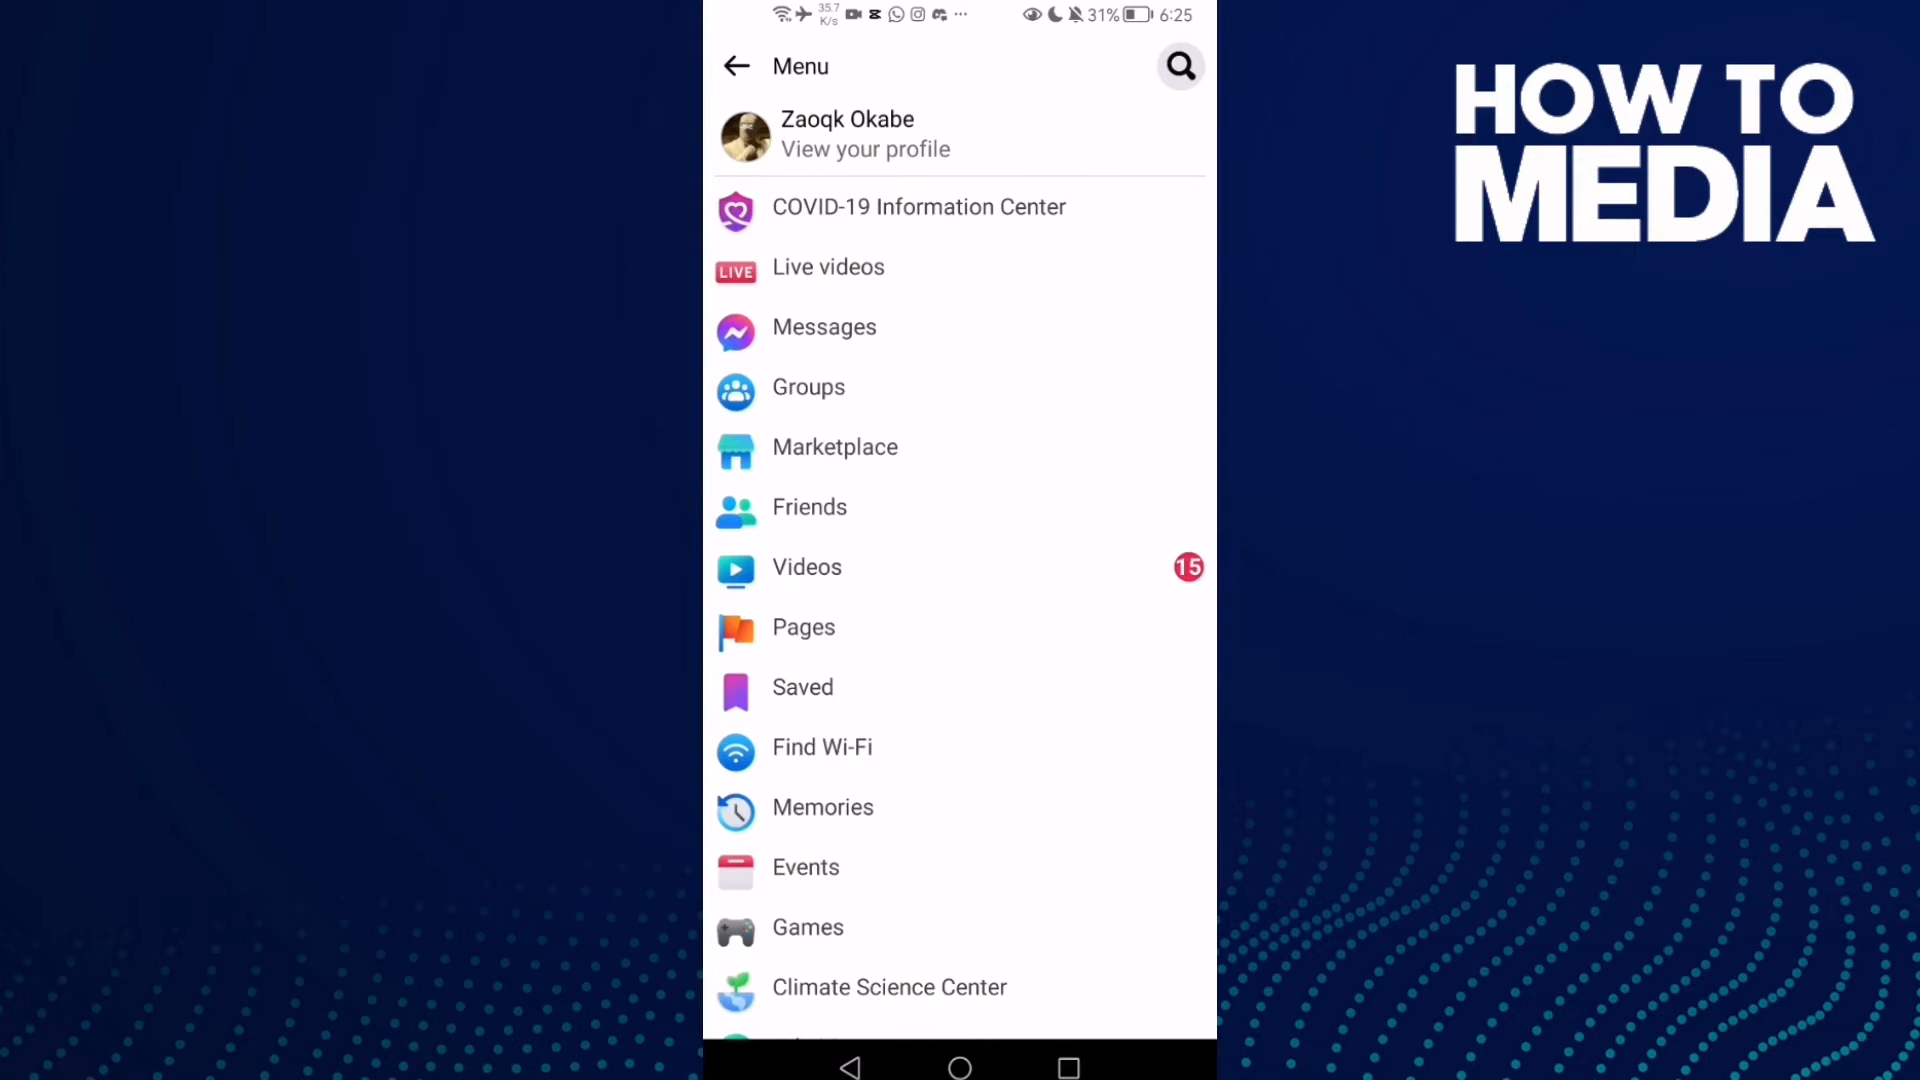 35.7
K/s
31%
6:25
Menu
HOW TO
MEDIA
Zaoqk Okabe
View your profile
COVID-19 Information Center
LIVE Live videos
Messages
Groups
Marketplace
Friends
Videos 15
Pages
Saved
Find Wi-Fi
Memories
Events
Games
Climate Science Center